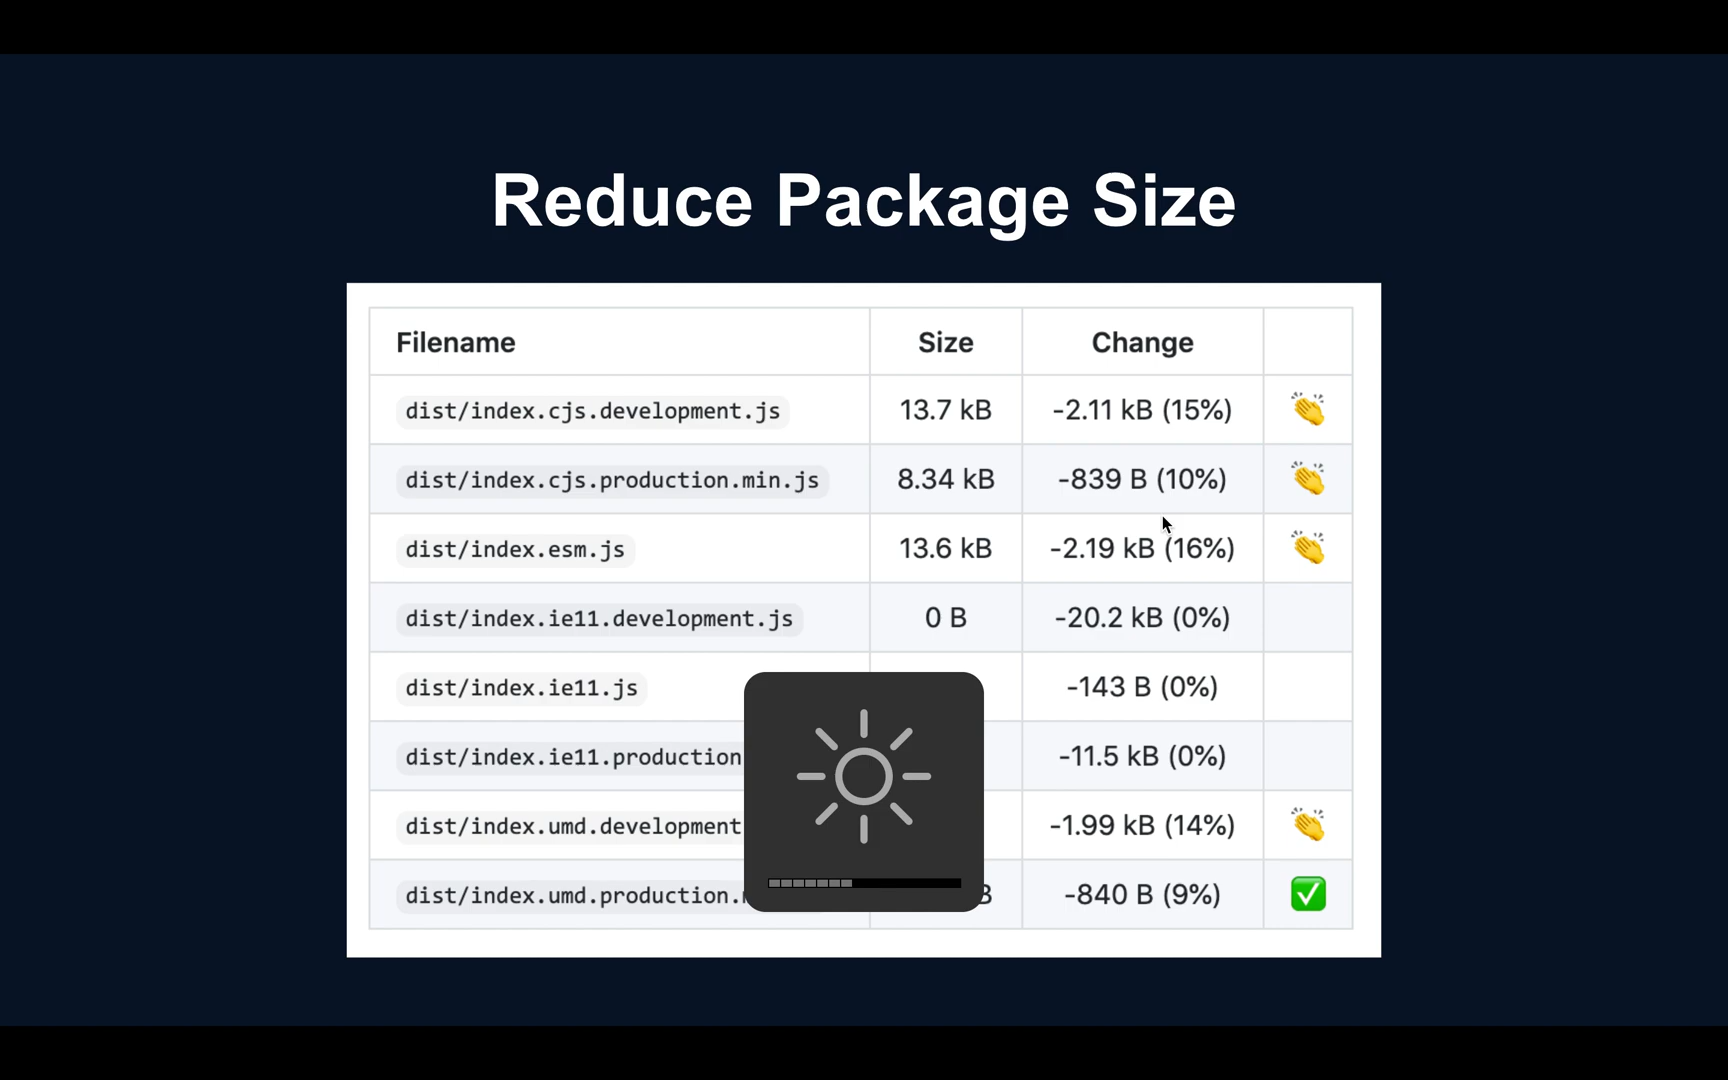 Reduce Package Size
Filename Size Change
dist/index.cjs.development.js 13.7 kB -2.11 kB (15%) 👏
dist/index.cjs.production.min.js 8.34 kB -839 B (10%) 👏
dist/index.esm.js 13.6 kB -2.19 kB (16%) 👏
dist/index.ie11.development.js 0 B -20.2 kB (0%)
dist/index.ie11.js -143 B (0%)
dist/index.ie11.production -11.5 kB (0%)
dist/index.umd.development -1.99 kB (14%) 👏
dist/index.umd.production. B -840 B (9%) ✅